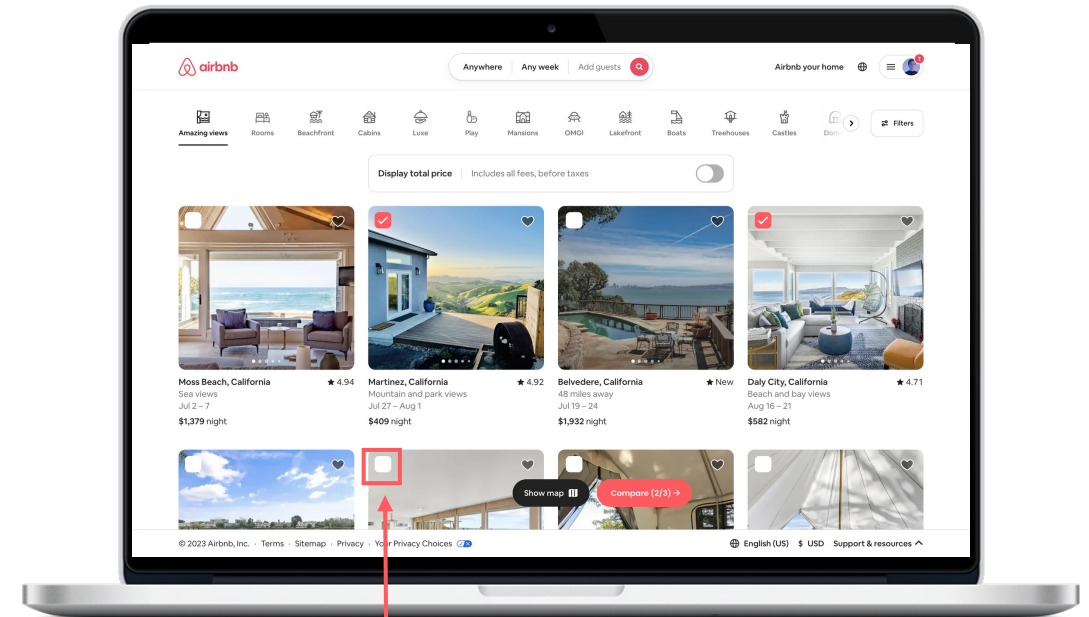 airbnb
Anywhere Any week Add guests
Airbnb your home
1
Amazing views Rooms Beachfront Cabins Luxe Play Mansions OMG! Lakefront Boats Treehouses Castles
Filters
Display total price Includes all fees, before taxes
Moss Beach, California 4.94
Sea views
Jul 2 – 7
$1,379 night
Martinez, California 4.92
Mountain and park views
Jul 27 – Aug 1
$409 night
Belvedere, California New
48 miles away
Jul 19 – 24
$1,932 night
Daly City, California 4.71
Beach and bay views
Aug 16 – 21
$582 night
Show map
Compare (2/3) →
© 2023 Airbnb, Inc. · Terms · Sitemap · Privacy · Your Privacy Choices
English (US) $ USD Support & resources